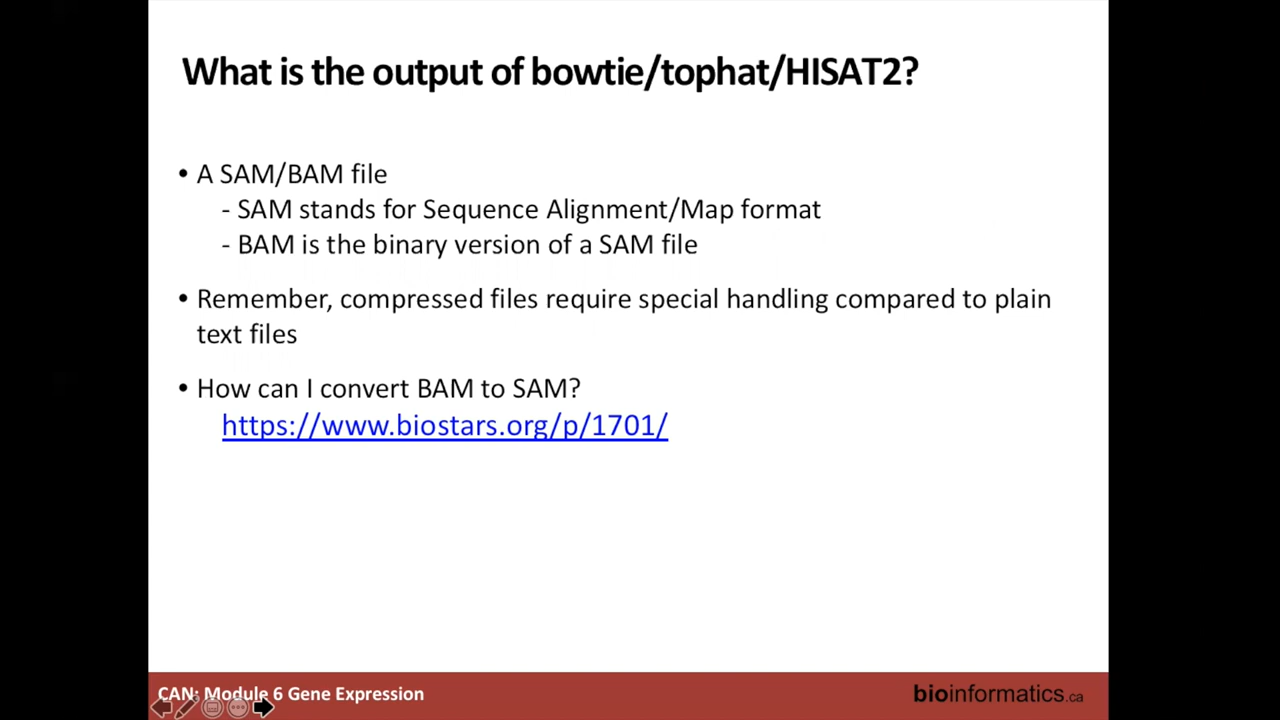 What is the output of bowtie/tophat/HISAT2?
• A SAM/BAM file
- SAM stands for Sequence Alignment/Map format
- BAM is the binary version of a SAM file
• Remember, compressed files require special handling compared to plain
text files
• How can I convert BAM to SAM?
https://www.biostars.org/p/1701/
CAN: Module 6 Gene Expression
bioinformatics.ca